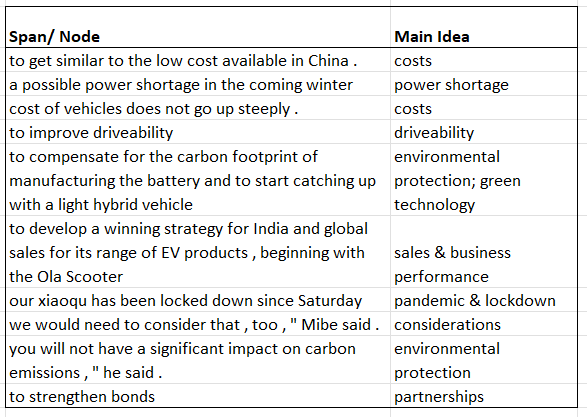 Span/ Node Main Idea
to get similar to the low cost available in China . costs
a possible power shortage in the coming winter power shortage
cost of vehicles does not go up steeply . costs
to improve driveability driveability
to compensate for the carbon footprint of environmental
manufacturing the battery and to start catching up protection; green
with a light hybrid vehicle technology
to develop a winning strategy for India and global
sales for its range of EV products , beginning with sales & business
the Ola Scooter performance
our xiaoqu has been locked down since Saturday pandemic & lockdown
we would need to consider that , too , " Mibe said . considerations
you will not have a significant impact on carbon environmental
emissions , " he said . protection
to strengthen bonds partnerships